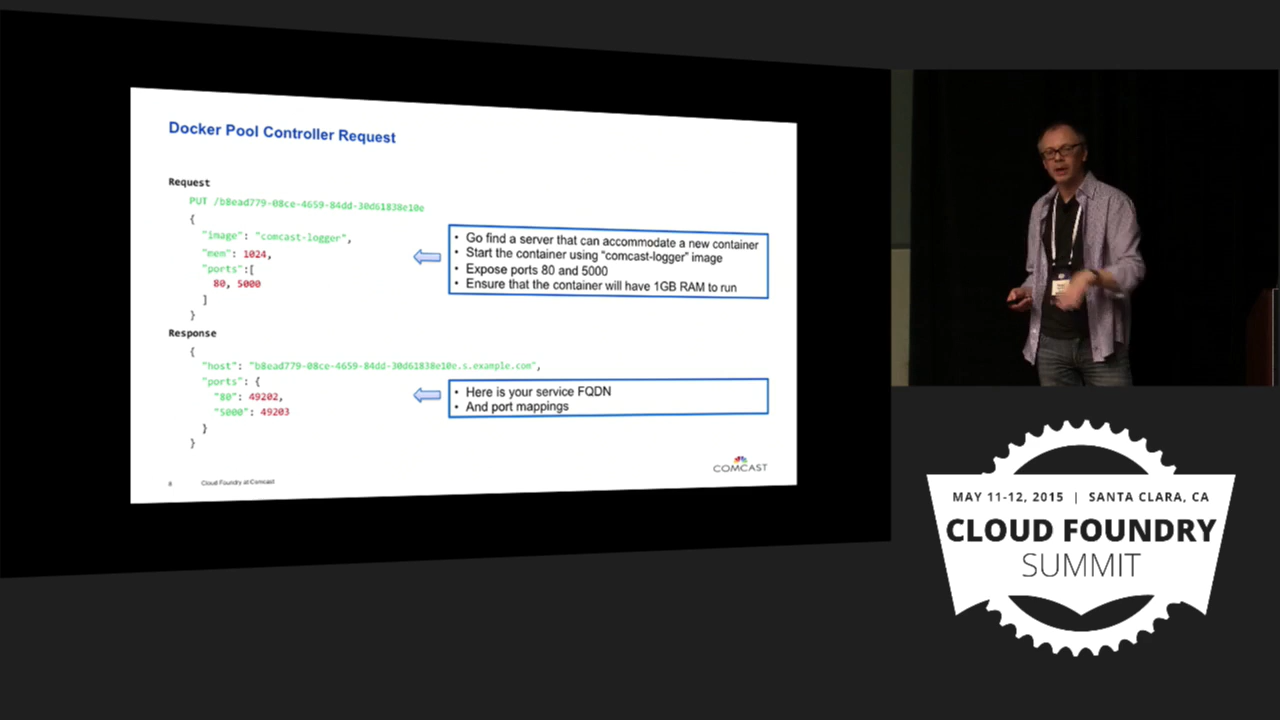 Docker Pool Controller Request
Request
PUT /b8ead779-08ce-4659-84dd-30d61838e10e
{
"image": "comcast-logger",
"mem": 1024,
"ports":[
80, 5000
]
}
• Go find a server that can accommodate a new container
• Start the container using "comcast-logger" image
• Expose ports 80 and 5000
• Ensure that the container will have 1GB RAM to run
Response
{
"host": "b8ead779-08ce-4659-84dd-30d61838e10e.s.example.com",
"ports": {
"80": 49202,
"5000": 49203
}
}
• Here is your service FQDN
• And port mappings
COMCAST
8
Cloud Foundry at Comcast
MAY 11-12, 2015 | SANTA CLARA, CA
CLOUD FOUNDRY
SUMMIT